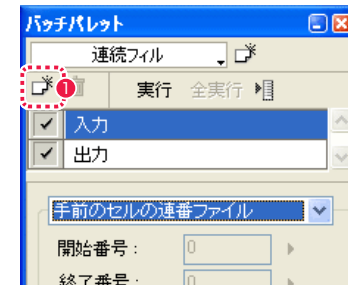 バッチパレット
連続フィル
1
実行 全実行
入力
出力
手前のセルの連番ファイル
開始番号: 0
終了番号: 0